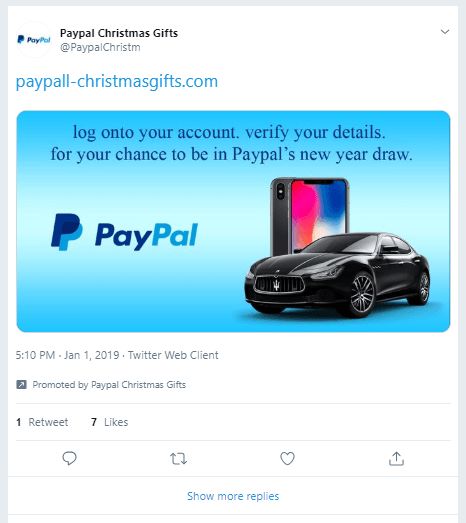 PayPal
Paypal Christmas Gifts
@PaypalChristm
paypall-christmasgifts.com
log onto your account. verify your details.
for your chance to be in Paypal's new year draw.
PayPal
5:10 PM · Jan 1, 2019 · Twitter Web Client
Promoted by Paypal Christmas Gifts
1 Retweet 7 Likes
Show more replies